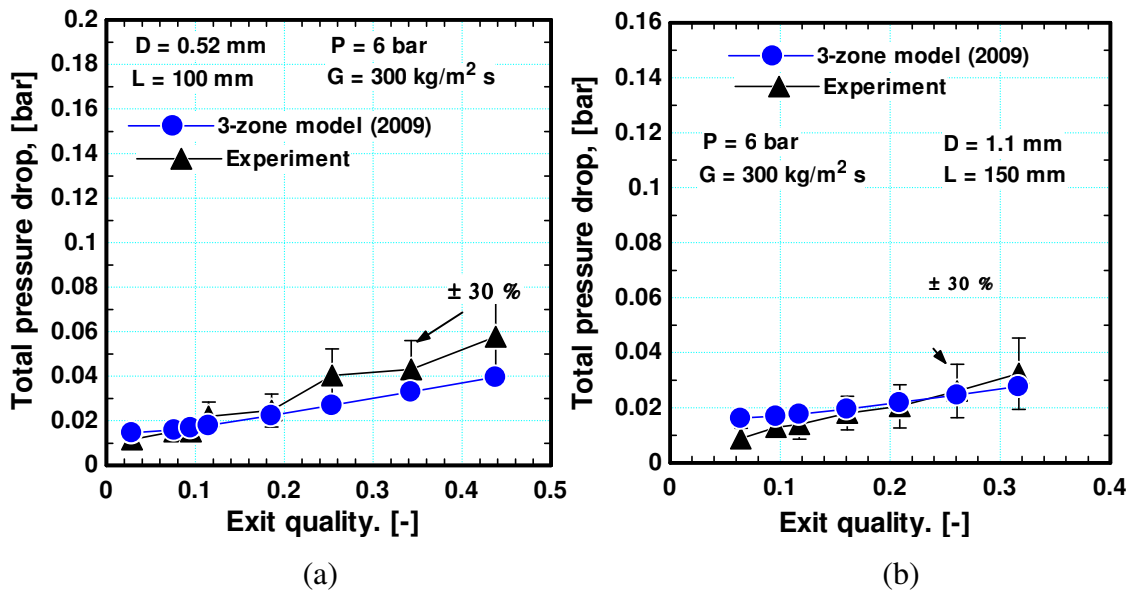 0.2
0.18
0.16
0.14
0.12
0.1
0.08
0.06
0.04
0.02
0
Total pressure drop, [bar]
D = 0.52 mm P = 6 bar
L = 100 mm G = 300 kg/m² s
3-zone model (2009)
Experiment
± 30 %
0 0.1 0.2 0.3 0.4 0.5
Exit quality. [-]
(a)
0.16
0.14
0.12
0.1
0.08
0.06
0.04
0.02
0
Total pressure drop, [bar]
3-zone model (2009)
Experiment
P = 6 bar D = 1.1 mm
G = 300 kg/m² s L = 150 mm
± 30 %
0 0.1 0.2 0.3 0.4
Exit quality. [-]
(b)